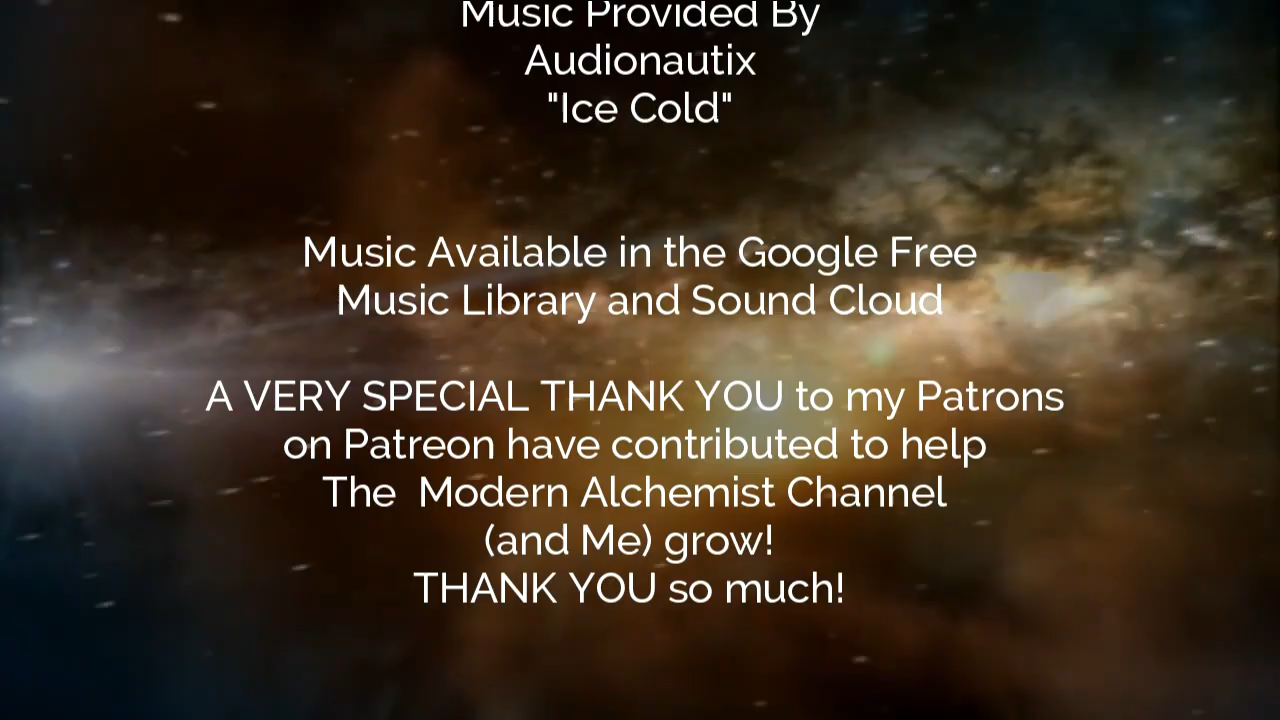 Music Provided By
Audionautix
"Ice Cold"
Music Available in the Google Free
Music Library and Sound Cloud
A VERY SPECIAL THANK YOU to my Patrons
on Patreon have contributed to help
The  Modern Alchemist Channel
(and Me) grow!
THANK YOU so much!